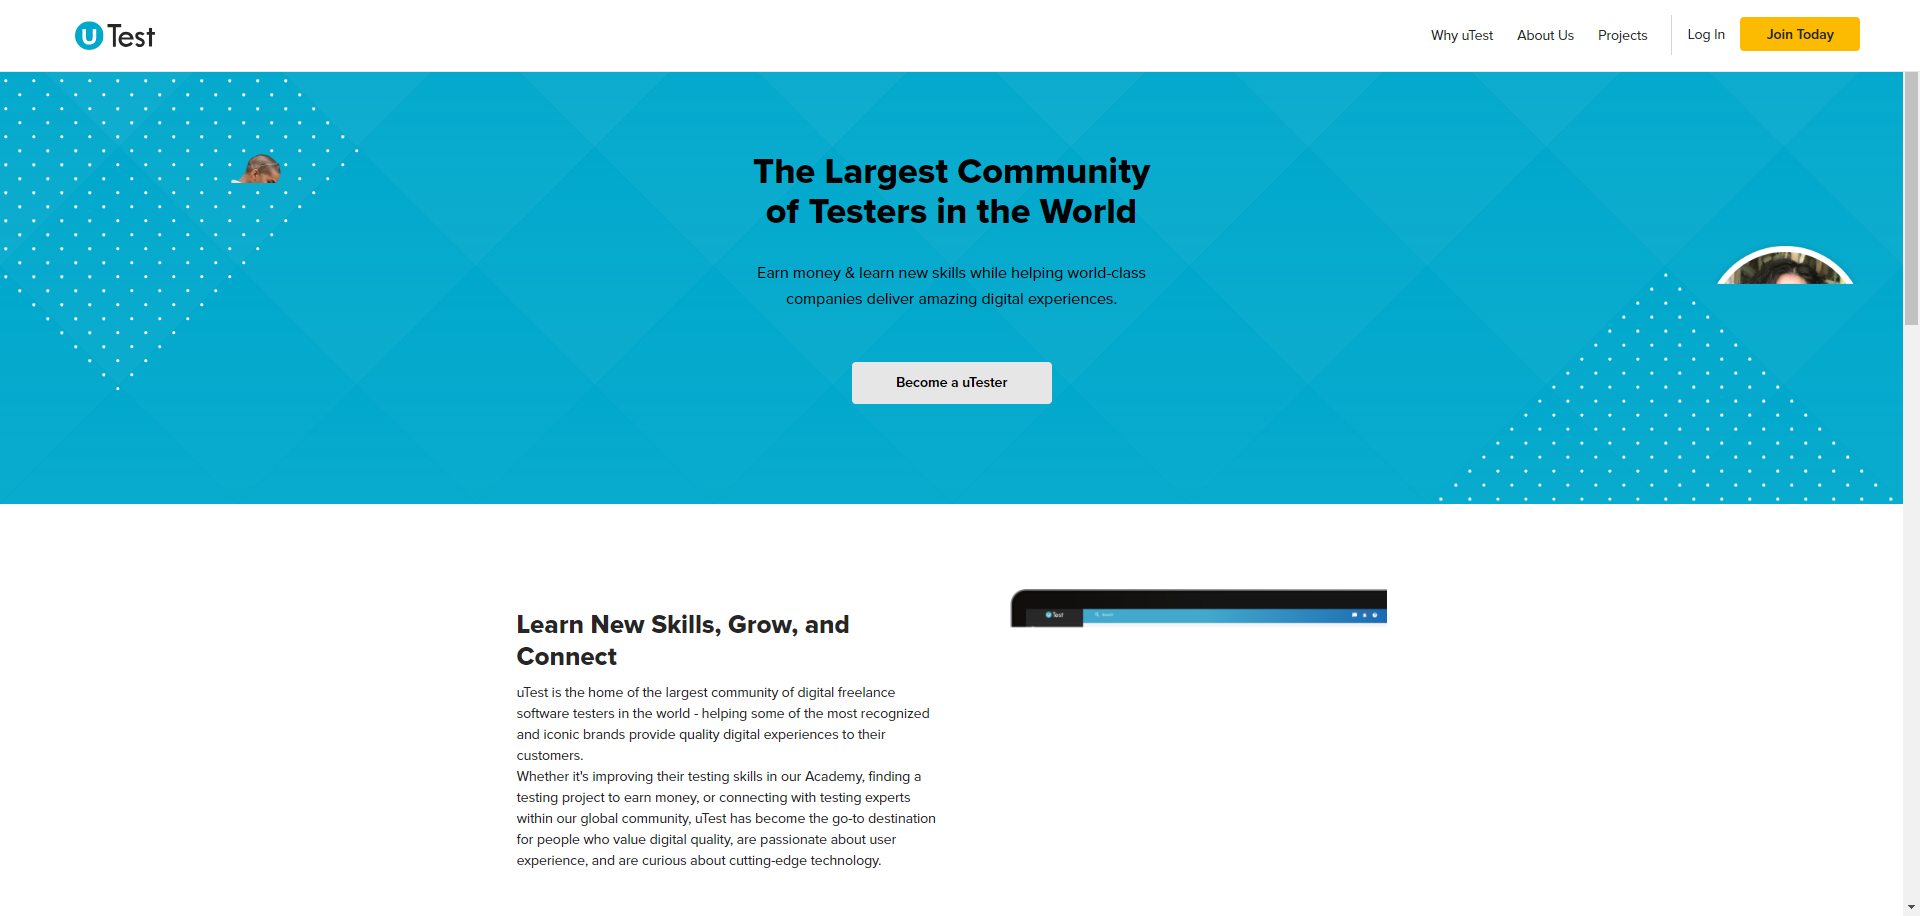 uTest
Why uTest
About Us
Projects
Log In
Join Today
The Largest Community
of Testers in the World
Earn money & learn new skills while helping world-class
companies deliver amazing digital experiences.
Become a uTester
Learn New Skills, Grow, and
Connect
uTest is the home of the largest community of digital freelance
software testers in the world - helping some of the most recognized
and iconic brands provide quality digital experiences to their
customers.
Whether it's improving their testing skills in our Academy, finding a
testing project to earn money, or connecting with testing experts
within our global community, uTest has become the go-to destination
for people who value digital quality, are passionate about user
experience, and are curious about cutting-edge technology.
uTest